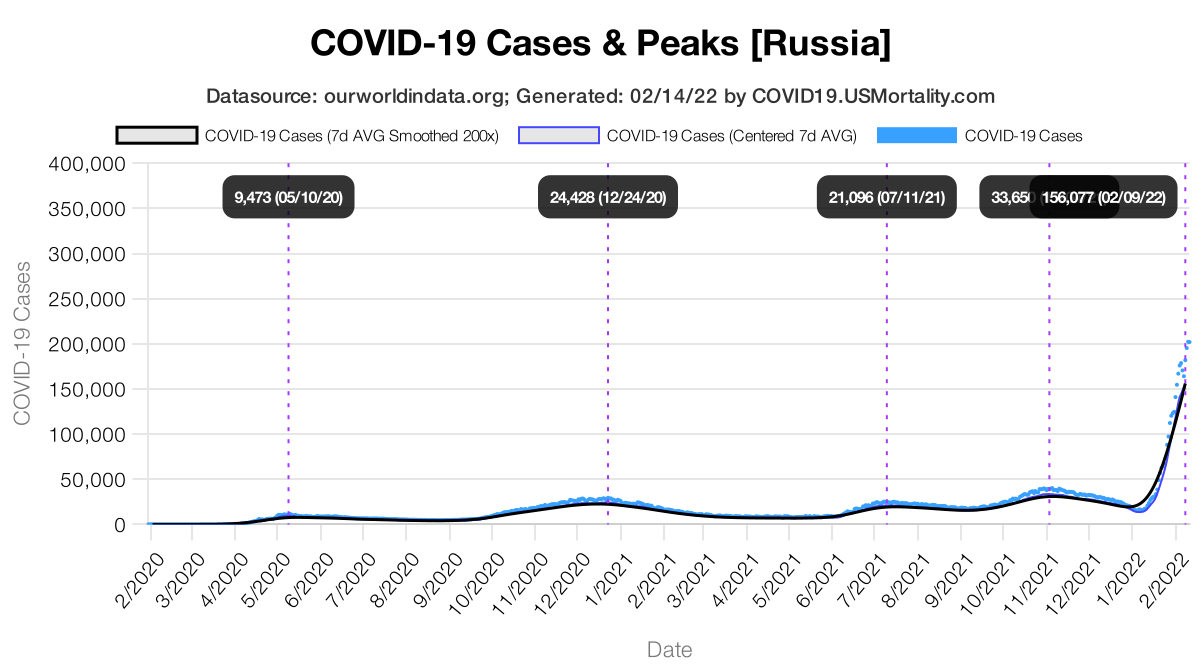 COVID-19 Cases & Peaks [Russia]
Datasource: ourworldindata.org; Generated: 02/14/22 by COVID19.USMortality.com
COVID-19 Cases (7d AVG Smoothed 200x) COVID-19 Cases (Centered 7d AVG) COVID-19 Cases
400,000
9,473 (05/10/20) 24,428 (12/24/20) 21,096 (07/11/21) 33,650 156,077 (02/09/22)
350,000
300,000
250,000
200,000
150,000
100,000
50,000
0
COVID-19 Cases
2/2020 3/2020 4/2020 5/2020 6/2020 7/2020 8/2020 9/2020 10/2020 11/2020 12/2020 1/2021 2/2021 3/2021 4/2021 5/2021 6/2021 7/2021 8/2021 9/2021 10/2021 11/2021 12/2021 1/2022 2/2022
Date